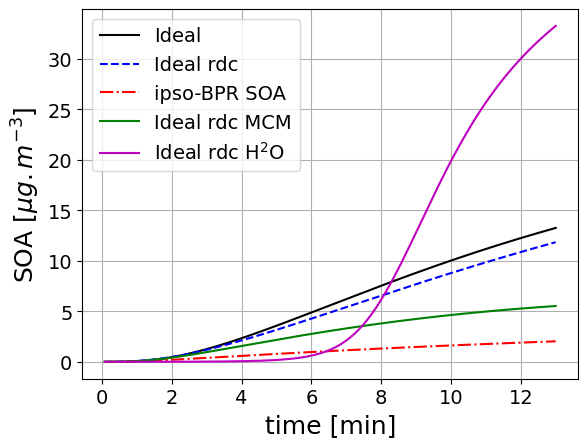 Ideal
Ideal rdc
ipso-BPR SOA
Ideal rdc MCM
Ideal rdc H²O
SOA [μg.m⁻³]
30
25
20
15
10
5
0
0 2 4 6 8 10 12
time [min]